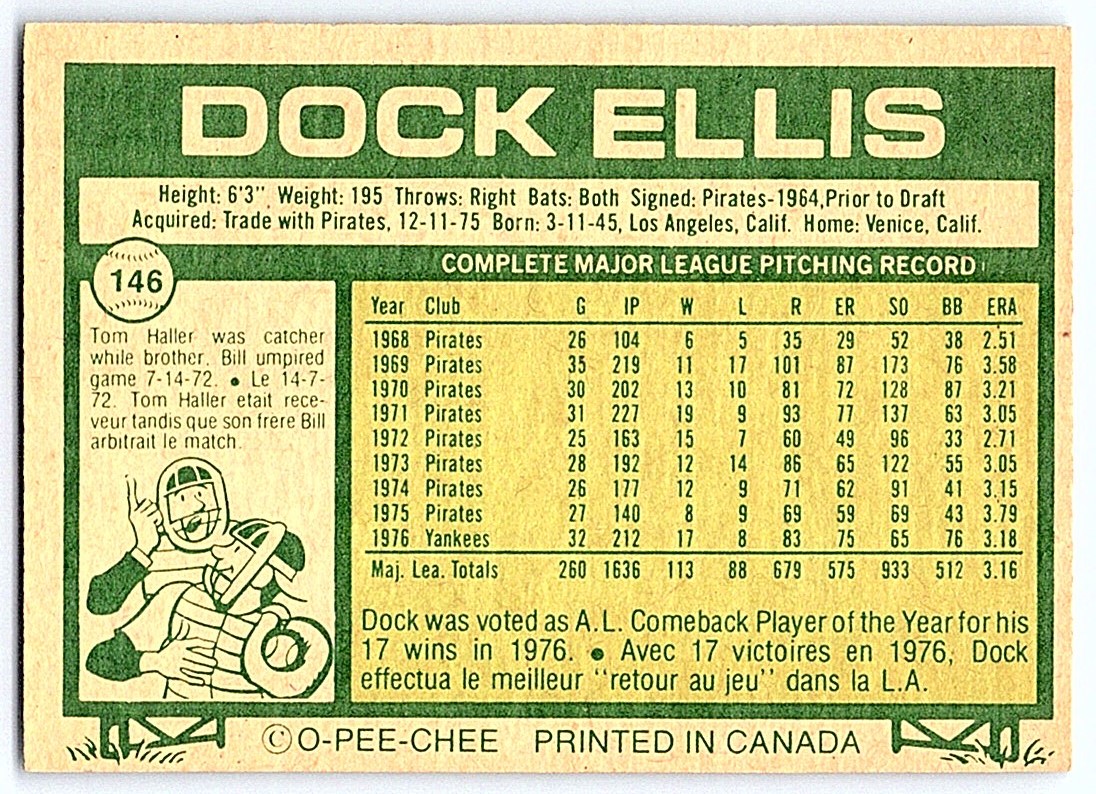 DOCK ELLIS
Height: 6'3" Weight: 195 Throws: Right Bats: Both Signed: Pirates-1964,Prior to Draft
Acquired: Trade with Pirates, 12-11-75 Born: 3-11-45, Los Angeles, Calif. Home: Venice, Calif.
146
Tom Haller was catcher
while brother, Bill umpired
game 7-14-72. • Le 14-7-
72. Tom Haller etait rece-
veur tandis que son frère Bill
arbitrait le match.
COMPLETE MAJOR LEAGUE PITCHING RECORD
Year Club G IP W L R ER SO BB ERA
1968 Pirates 26 104 6 5 35 29 52 38 2.51
1969 Pirates 35 219 11 17 101 87 173 76 3.58
1970 Pirates 30 202 13 10 81 72 128 87 3.21
1971 Pirates 31 227 19 9 93 77 137 63 3.05
1972 Pirates 25 163 15 7 60 49 96 33 2.71
1973 Pirates 28 192 12 14 86 65 122 55 3.05
1974 Pirates 26 177 12 9 71 62 91 41 3.15
1975 Pirates 27 140 8 9 69 59 69 43 3.79
1976 Yankees 32 212 17 8 83 75 65 76 3.18
Maj. Lea. Totals 260 1636 113 88 679 575 933 512 3.16
Dock was voted as A.L. Comeback Player of the Year for his
17 wins in 1976. • Avec 17 victoires en 1976, Dock
effectua le meilleur "retour au jeu" dans la L.A.
©O-PEE-CHEE PRINTED IN CANADA